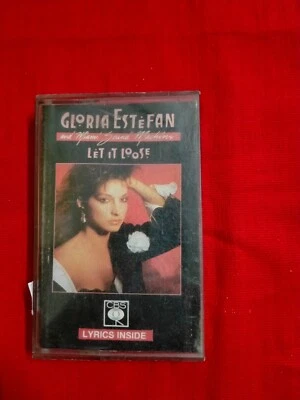 GLORIA ESTEFAN
and Miami Sound Machine
LET IT LOOSE
CBS
LYRICS INSIDE